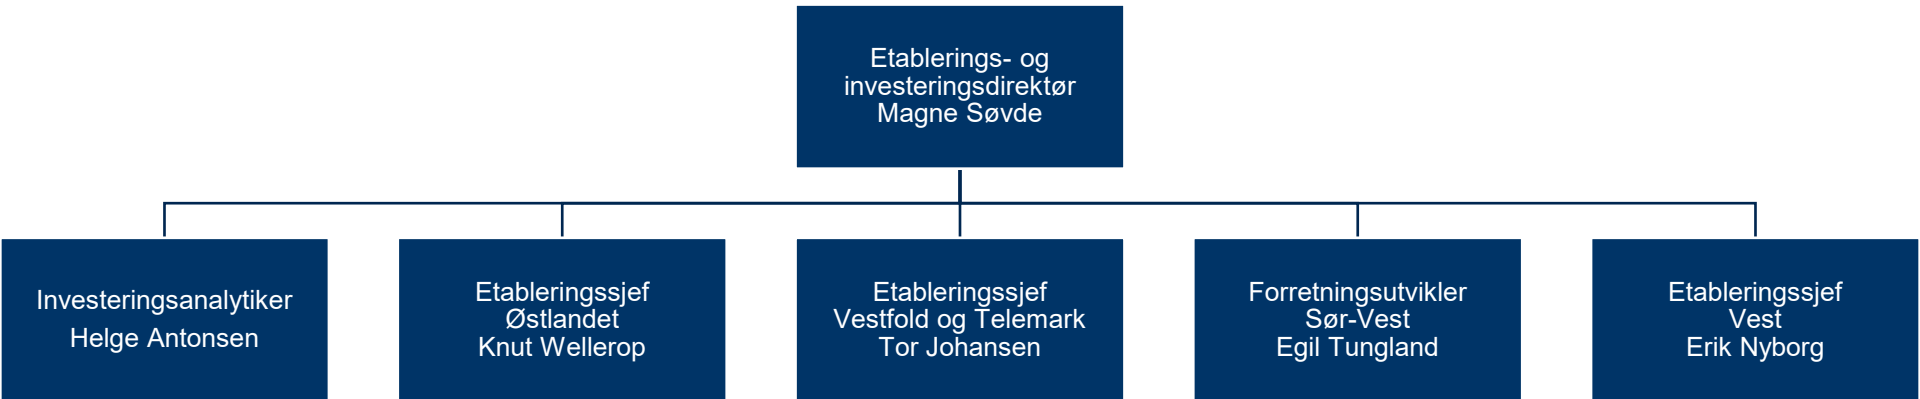 Etablerings- og
investeringsdirektør
Magne Søvde
Investeringsanalytiker
Helge Antonsen
Etableringssjef
Østlandet
Knut Wellerop
Etableringssjef
Vestfold og Telemark
Tor Johansen
Forretningsutvikler
Sør-Vest
Egil Tungland
Etableringssjef
Vest
Erik Nyborg